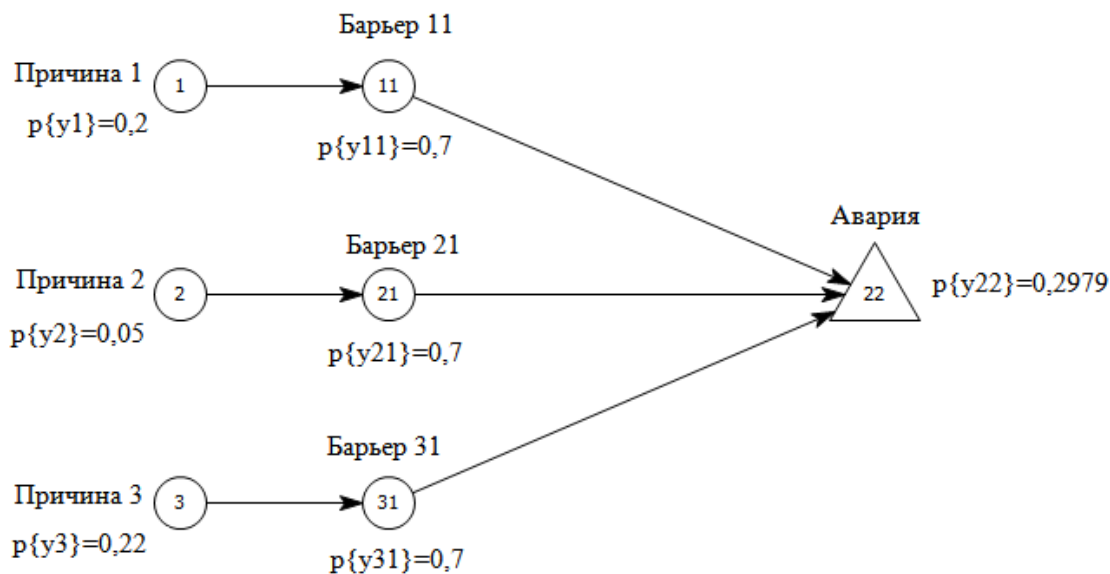 Барьер 11
Причина 1
1
11
p{y1}=0,2
p{y11}=0,7
Авария
Барьер 21
Причина 2
2
21
22
p{y22}=0,2979
p{y2}=0,05
p{y21}=0,7
Барьер 31
Причина 3
3
31
p{y3}=0,22
p{y31}=0,7